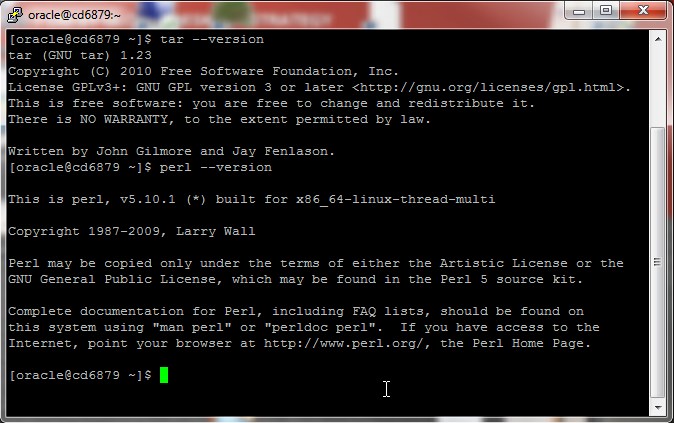 STRATEGY
oracle@cd6879:~
[oracle@cd6879 ~]$ tar --version
tar (GNU tar) 1.23
Copyright (C) 2010 Free Software Foundation, Inc.
License GPLv3+: GNU GPL version 3 or later <http://gnu.org/licenses/gpl.html>.
This is free software: you are free to change and redistribute it.
There is NO WARRANTY, to the extent permitted by law.
Written by John Gilmore and Jay Fenlason.
[oracle@cd6879 ~]$ perl --version
This is perl, v5.10.1 (*) built for x86_64-linux-thread-multi
Copyright 1987-2009, Larry Wall
Perl may be copied only under the terms of either the Artistic License or the
GNU General Public License, which may be found in the Perl 5 source kit.
Complete documentation for Perl, including FAQ lists, should be found on
this system using "man perl" or "perldoc perl".  If you have access to the
Internet, point your browser at http://www.perl.org/, the Perl Home Page.
[oracle@cd6879 ~]$